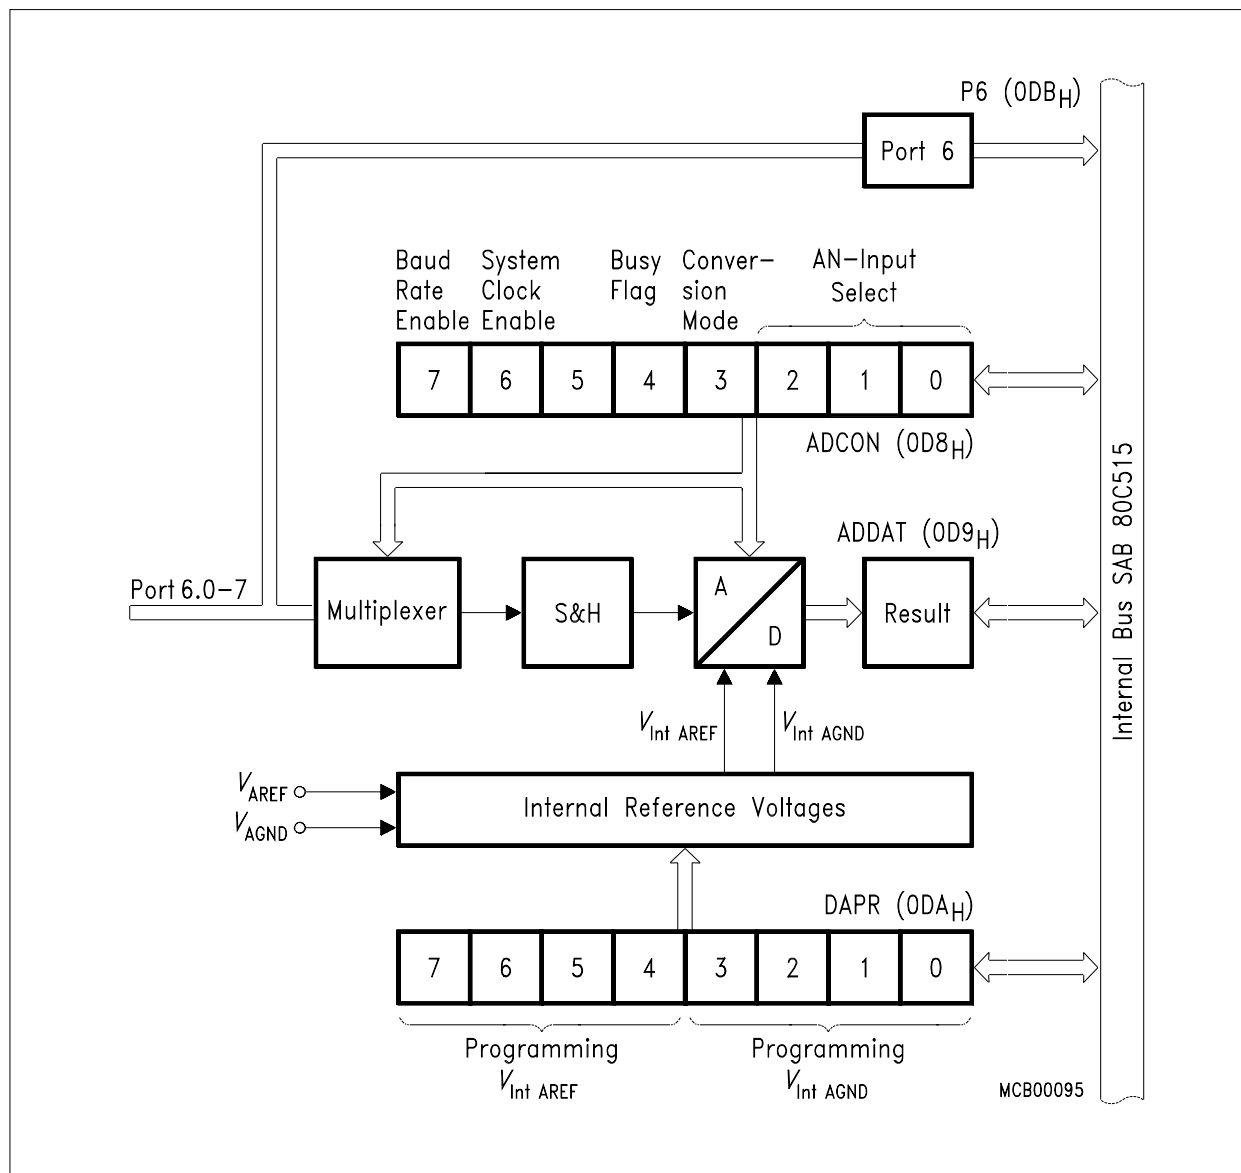 P6 (0DBH)
Port 6
Baud Rate Enable
System Clock Enable
Busy Flag
Conver-
sion
Mode
AN-Input
Select
7 6 5 4 3 2 1 0
ADCON (0D8H)
ADDAT (0D9H)
Port 6.0-7
Multiplexer
S&H
A
D
Result
Internal Bus SAB 80C515
VInt AREF
VInt AGND
VAREF
VAGND
Internal Reference Voltages
DAPR (0DAH)
7 6 5 4 3 2 1 0
Programming
VInt AREF
Programming
VInt AGND
MCB00095